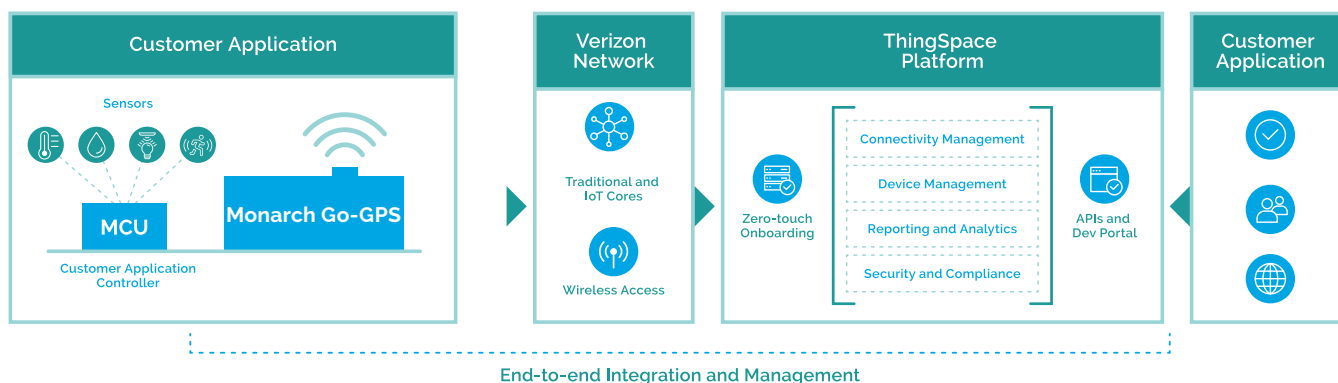 Customer Application
Sensors
MCU
Monarch Go-GPS
Customer Application
Controller
Verizon
Network
Traditional and
IoT Cores
Wireless Access
ThingSpace
Platform
Zero-touch
Onboarding
Connectivity Management
Device Management
Reporting and Analytics
Security and Compliance
APIs and
Dev Portal
Customer
Application
End-to-end Integration and Management